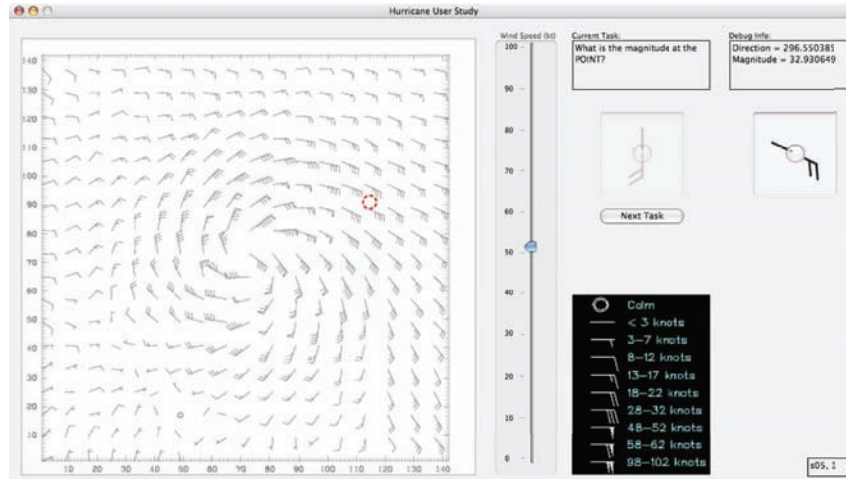 Hurricane User Study
Wind Speed (kt)
Current Task:
What is the magnitude at the
POINT?
Debug Info:
Direction = 296.550385
Magnitude = 32.930649
140
130
120
110
100
90
80
70
60
50
40
30
20
10
10 20 30 40 50 60 70 80 90 100 110 120 130 140
100
90
80
70
60
50
40
30
20
10
0
Next Task
Calm
< 3 knots
3-7 knots
8-12 knots
13-17 knots
18-22 knots
28-32 knots
48-52 knots
58-62 knots
98-102 knots
s05, 1